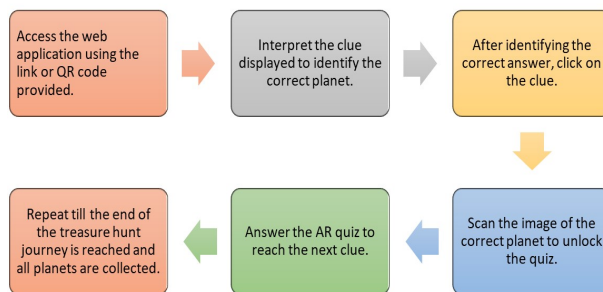 Access the web
application using the
link or QR code
provided.
Interpret the clue
displayed to identify the
correct planet.
After identifying the
correct answer, click on
the clue.
Scan the image of the
correct planet to unlock
the quiz.
Answer the AR quiz to
reach the next clue.
Repeat till the end of
the treasure hunt
journey is reached and
all planets are collected.